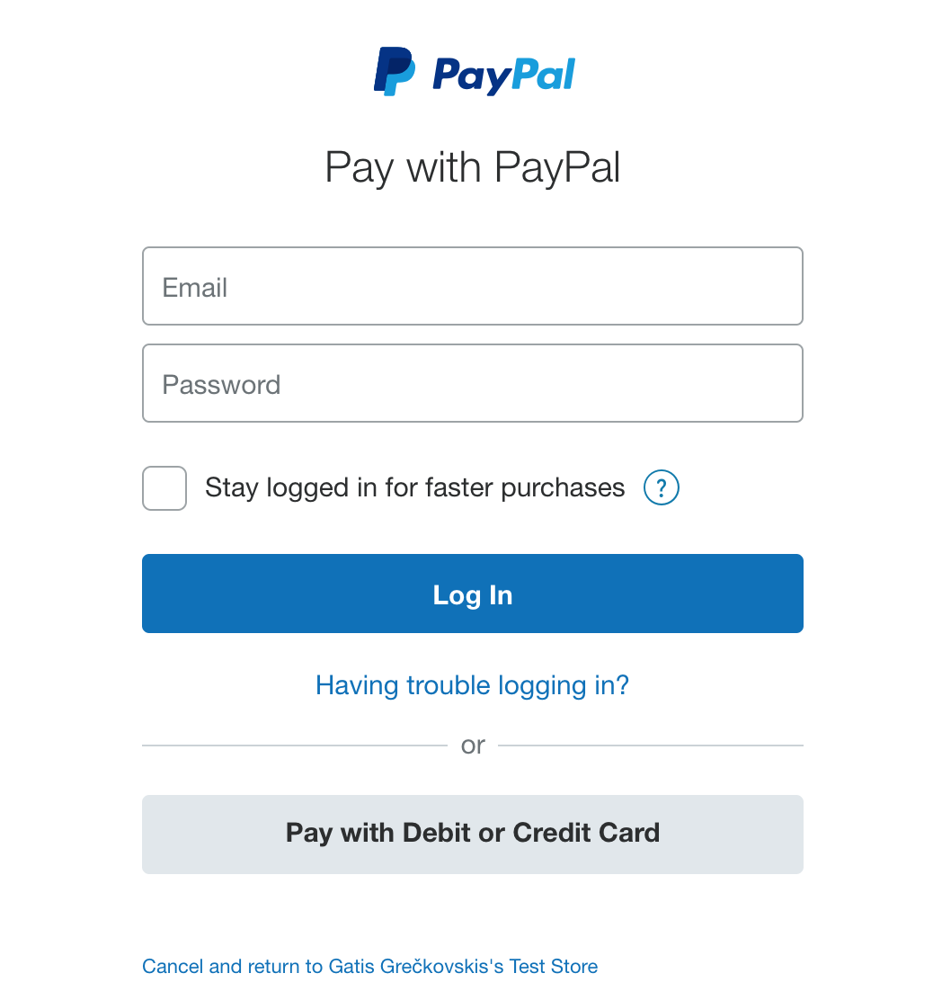 PayPal
Pay with PayPal
Email
Password
Stay logged in for faster purchases ?
Log In
Having trouble logging in?
or
Pay with Debit or Credit Card
Cancel and return to Gatis Grečkovskis's Test Store